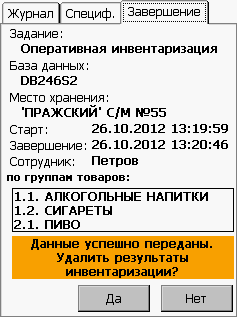 Журнал Специф. Завершение
Задание:
Оперативная инвентаризация
База данных:
DB246S2
Место хранения:
'ПРАЖСКИЙ' С/М №55
Старт: 26.10.2012 13:19:59
Завершение: 26.10.2012 13:20:46
Сотрудник: Петров
по группам товаров:
1.1. АЛКОГОЛЬНЫЕ НАПИТКИ
1.2. СИГАРЕТЫ
2.1. ПИВО
Данные успешно переданы.
Удалить результаты
инвентаризации?
Да Нет